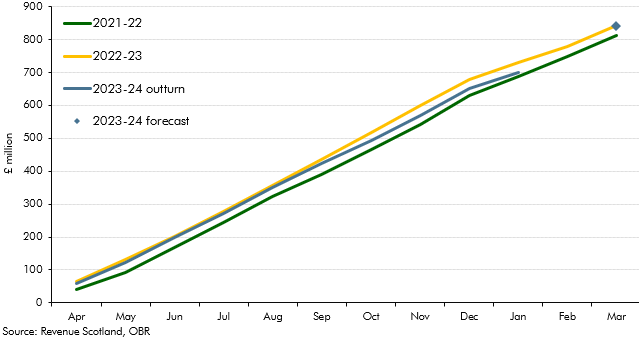 900
800
700
600
500
400
300
200
100
0
£ million
2021-22
2022-23
2023-24 outturn
2023-24 forecast
Apr May Jun Jul Aug Sep Oct Nov Dec Jan Feb Mar
Source: Revenue Scotland, OBR